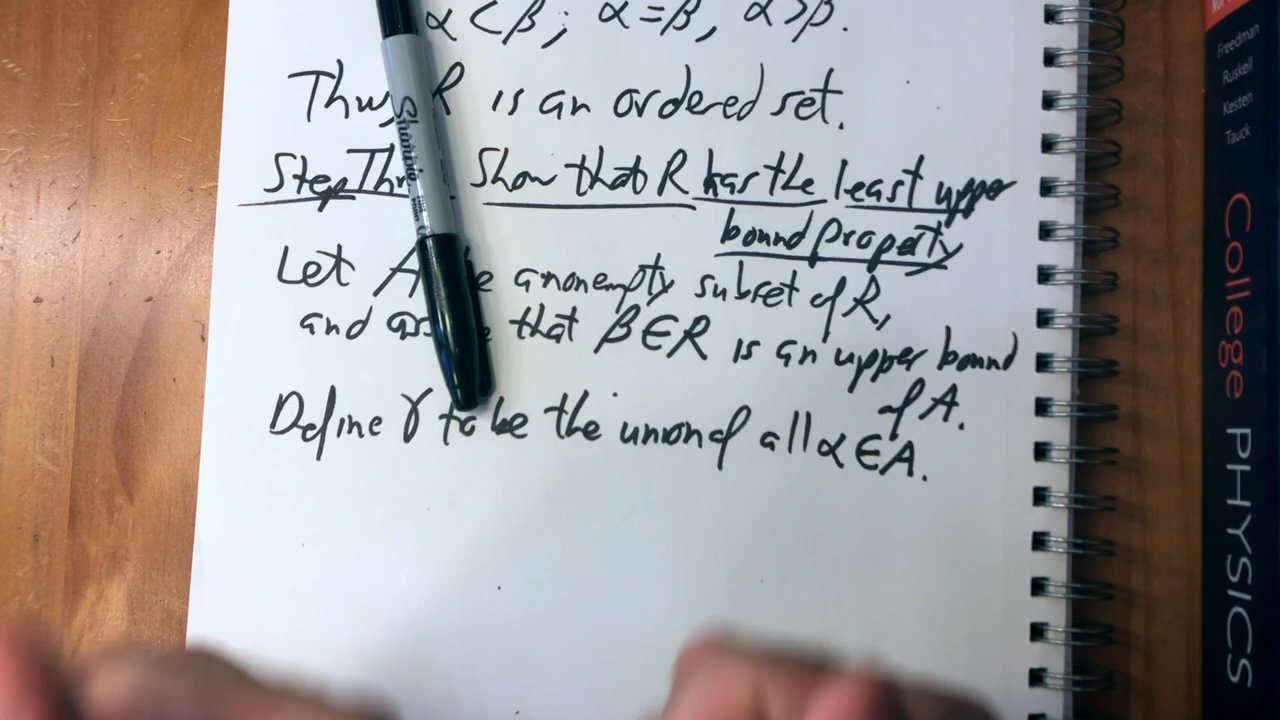 α < β; α = β, α > β.
Thus, R is an ordered set.
Step Thr Show that R has the least upper
bound property
Let A be a nonempty subset of R,
and that β ∈ R is an upper bound
of A.
Define γ to be the union of all α ∈ A.
Sharpie
Freedman
Ruskell
Kesten
Tauck
College PHYSICS